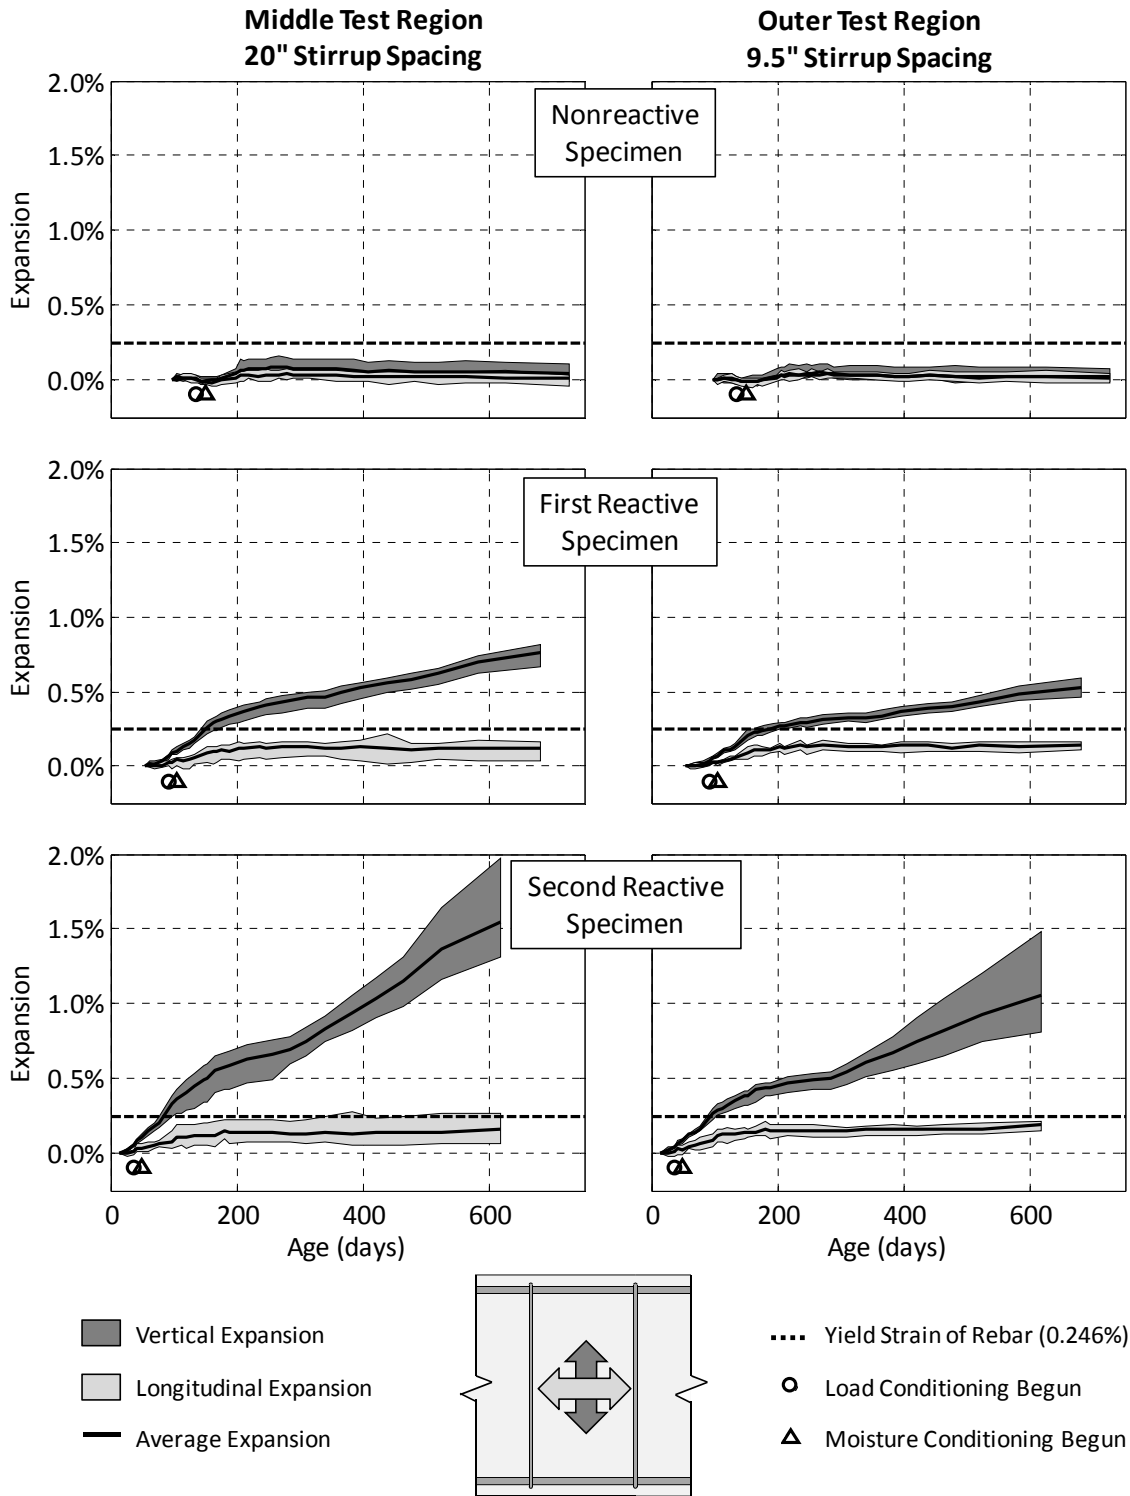 Middle Test Region
20" Stirrup Spacing
Outer Test Region
9.5" Stirrup Spacing
Nonreactive
Specimen
Expansion
2.0%
1.5%
1.0%
0.5%
0.0%
First Reactive
Specimen
Expansion
2.0%
1.5%
1.0%
0.5%
0.0%
Second Reactive
Specimen
Expansion
2.0%
1.5%
1.0%
0.5%
0.0%
0 200 400 600
Age (days)
0 200 400 600
Age (days)
Vertical Expansion
Longitudinal Expansion
Average Expansion
Yield Strain of Rebar (0.246%)
Load Conditioning Begun
Moisture Conditioning Begun